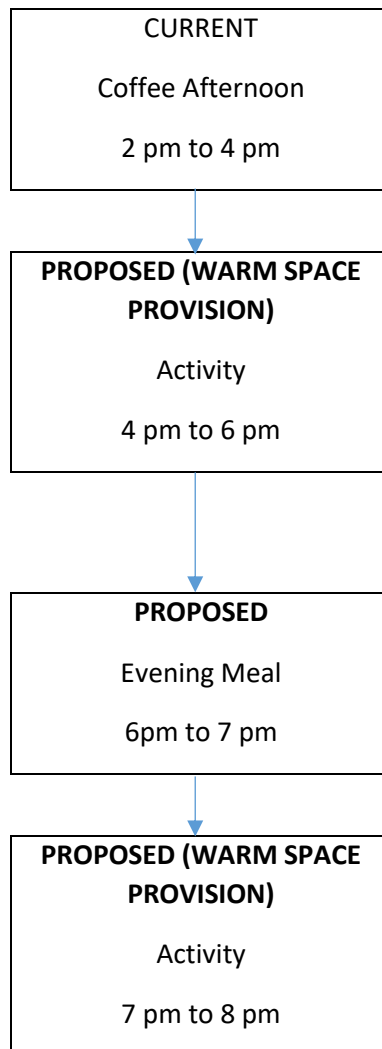 CURRENT
Coffee Afternoon
2 pm to 4 pm
PROPOSED (WARM SPACE
PROVISION)
Activity
4 pm to 6 pm
PROPOSED
Evening Meal
6pm to 7 pm
PROPOSED (WARM SPACE
PROVISION)
Activity
7 pm to 8 pm